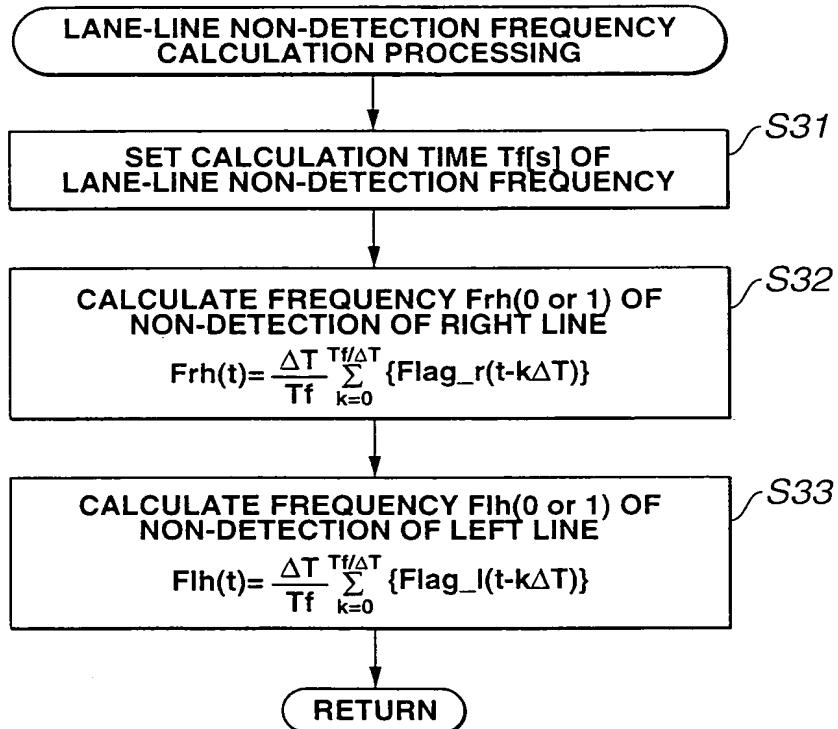 LANE-LINE NON-DETECTION FREQUENCY
CALCULATION PROCESSING
S31
SET CALCULATION TIME Tf[s] OF
LANE-LINE NON-DETECTION FREQUENCY
S32
CALCULATE FREQUENCY Frh(0 or 1) OF
NON-DETECTION OF RIGHT LINE
Frh(t)= ΔT/Tf Tf/ΔT Σ k=0 {Flag_r(t-kΔT)}
S33
CALCULATE FREQUENCY Flh(0 or 1) OF
NON-DETECTION OF LEFT LINE
Flh(t)= ΔT/Tf Tf/ΔT Σ k=0 {Flag_l(t-kΔT)}
RETURN